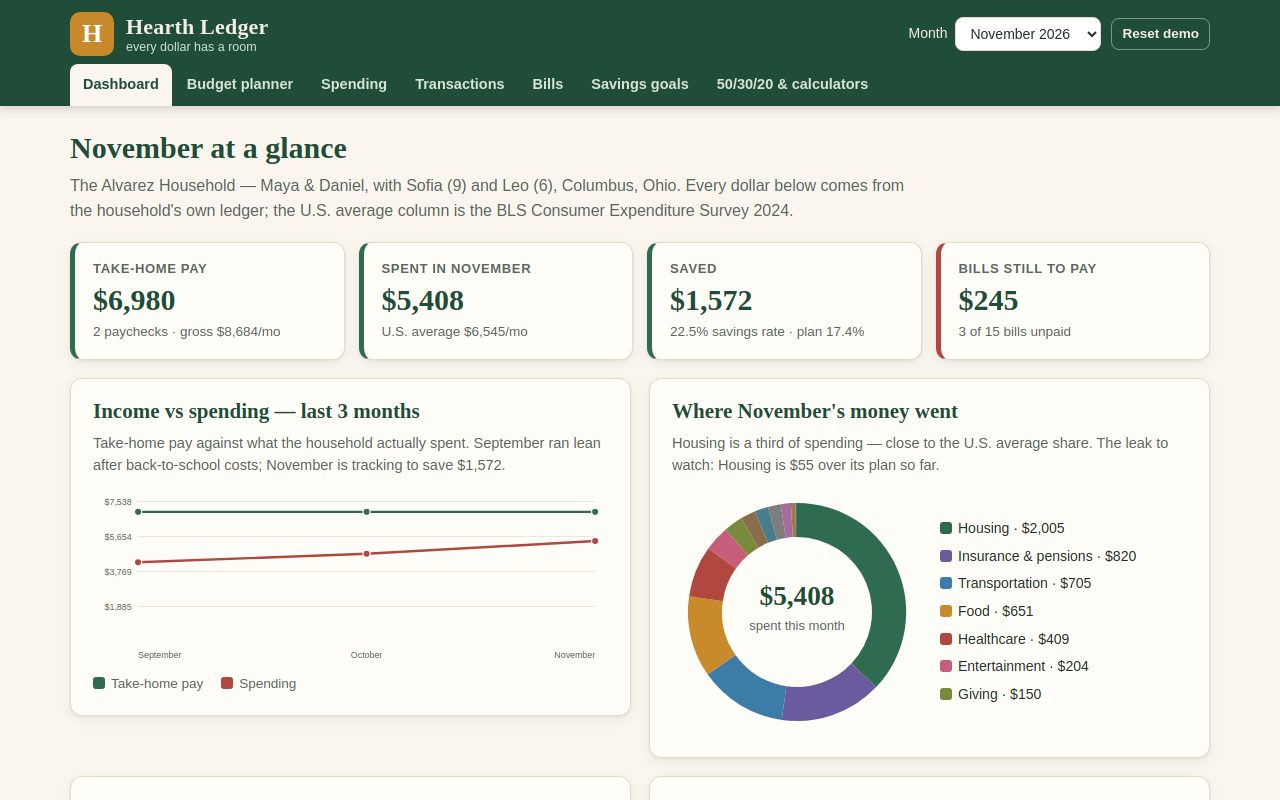 H
Hearth Ledger
every dollar has a room
Month
November 2026
Reset demo
Dashboard
Budget planner
Spending
Transactions
Bills
Savings goals
50/30/20 & calculators
November at a glance
The Alvarez Household — Maya & Daniel, with Sofia (9) and Leo (6), Columbus, Ohio. Every dollar below comes from
the household's own ledger; the U.S. average column is the BLS Consumer Expenditure Survey 2024.
TAKE-HOME PAY
$6,980
2 paychecks · gross $8,684/mo
SPENT IN NOVEMBER
$5,408
U.S. average $6,545/mo
SAVED
$1,572
22.5% savings rate · plan 17.4%
BILLS STILL TO PAY
$245
3 of 15 bills unpaid
Income vs spending — last 3 months
Take-home pay against what the household actually spent. September ran lean
after back-to-school costs; November is tracking to save $1,572.
$7,538
$5,654
$3,769
$1,885
September
October
November
Take-home pay
Spending
Where November's money went
Housing is a third of spending — close to the U.S. average share. The leak to
watch: Housing is $55 over its plan so far.
$5,408
spent this month
Housing · $2,005
Insurance & pensions · $820
Transportation · $705
Food · $651
Healthcare · $409
Entertainment · $204
Giving · $150